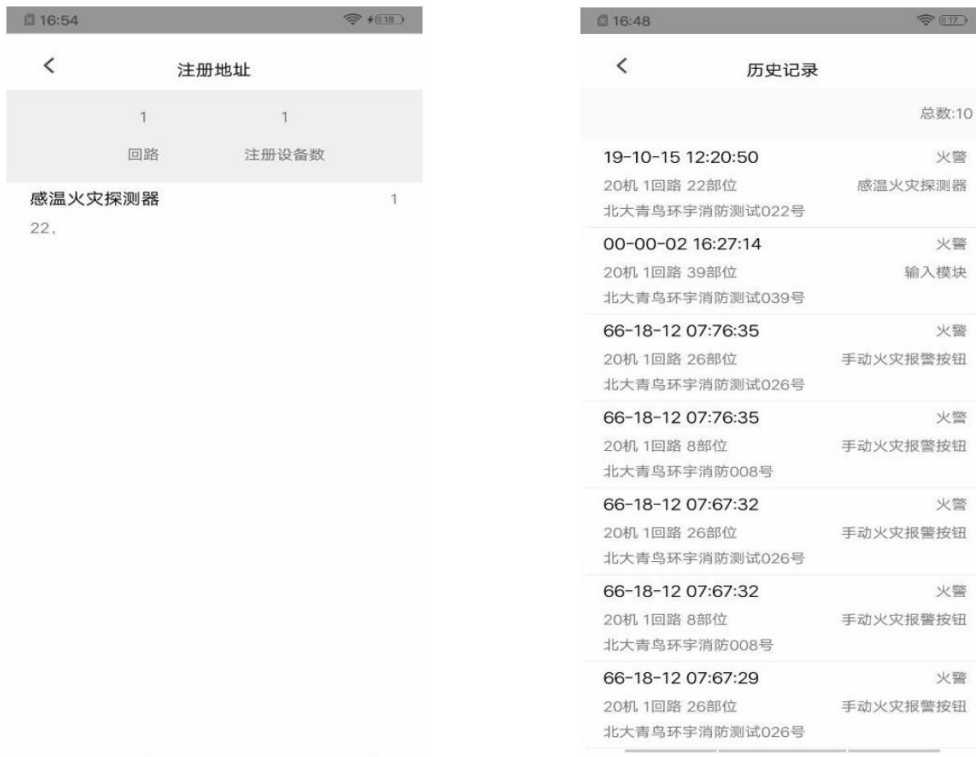 16:54
18
注册地址
1 1
回路 注册设备数
感温火灾探测器 1
22,
16:48
17
历史记录
总数:10
19-10-15 12:20:50 火警
20机 1回路 22部位 感温火灾探测器
北大青鸟环宇消防测试022号
00-00-02 16:27:14 火警
20机 1回路 39部位 输入模块
北大青鸟环宇消防测试039号
66-18-12 07:76:35 火警
20机 1回路 26部位 手动火灾报警按钮
北大青鸟环宇消防测试026号
66-18-12 07:76:35 火警
20机 1回路 8部位 手动火灾报警按钮
北大青鸟环宇消防008号
66-18-12 07:67:32 火警
20机 1回路 26部位 手动火灾报警按钮
北大青鸟环宇消防测试026号
66-18-12 07:67:32 火警
20机 1回路 8部位 手动火灾报警按钮
北大青鸟环宇消防008号
66-18-12 07:67:29 火警
20机 1回路 26部位 手动火灾报警按钮
北大青鸟环宇消防测试026号